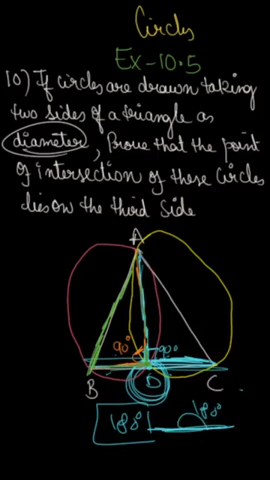 Circles
Ex-10.5
10) If circles are drawn taking
two sides of a triangle as
diameter, Prove that the point
of intersection of these circles
lies on the third side
A
90° 90°
B D C
180° 180°